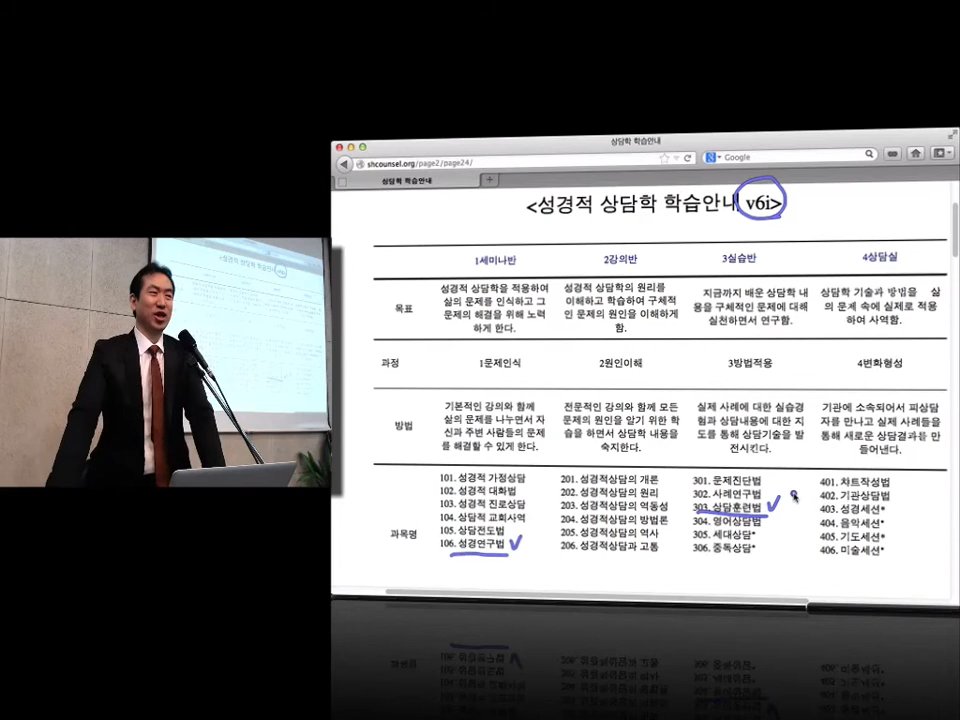 상담학 학습안내
shcounsel.org/page2/page24/
Google
상담학 학습안내
<성경적 상담학 학습안내 v6i>
1세미나반 2강의반 3실습반 4상담실
목표
성경적 상담학을 적용하여
삶의 문제를 인식하고 그
문제의 해결을 위해 노력
하게 한다.
성경적 상담학의 원리를
이해하고 학습하여 구체적
인 문제의 원인을 이해하게
함.
지금까지 배운 상담학 내
용을 구체적인 문제에 대해
실천하면서 연구함.
상담학 기술과 방법을 삶
의 문제 속에 실제로 적용
하여 사역함.
과정 1문제인식 2원인이해 3방법적용 4변화형성
방법
기본적인 강의와 함께
문제를 나누면서 자
신과 주변 사람들의 문제
를 해결할 수 있게 한다.
전문적인 강의와 함께 모든
문제의 원인을 알기 위한 학
습을 하면서 상담학 내용을
숙지한다.
실제 사례에 대한 실습경
험과 상담내용에 대한 지
도를 통해 상담기술을 발
전시킨다.
기관에 소속되어서 피상담
자를 만나고 실제 사례들을
통해 새로운 상담결과를 만
들어낸다.
과목명
101. 성경적 가정상담
102. 성경적 대화법
103. 성경적 진로상담
104. 상담적 교회사역
105. 상담전도법
106. 성경연구법
201. 성경적상담의 개론
202. 성경적상담의 원리
203. 성경적상담의 역동성
204. 성경적상담의 방법론
205. 성경적상담의 역사
206. 성경적상담과 고통
301. 문제진단법
302. 사례연구법
303. 상담훈련법
304. 영어상담법
305. 세대상담*
306. 중독상담*
401. 차트작성법
402. 기관상담법
403. 성경세션*
404. 음악세션*
405. 기도세션*
406. 미술세션*